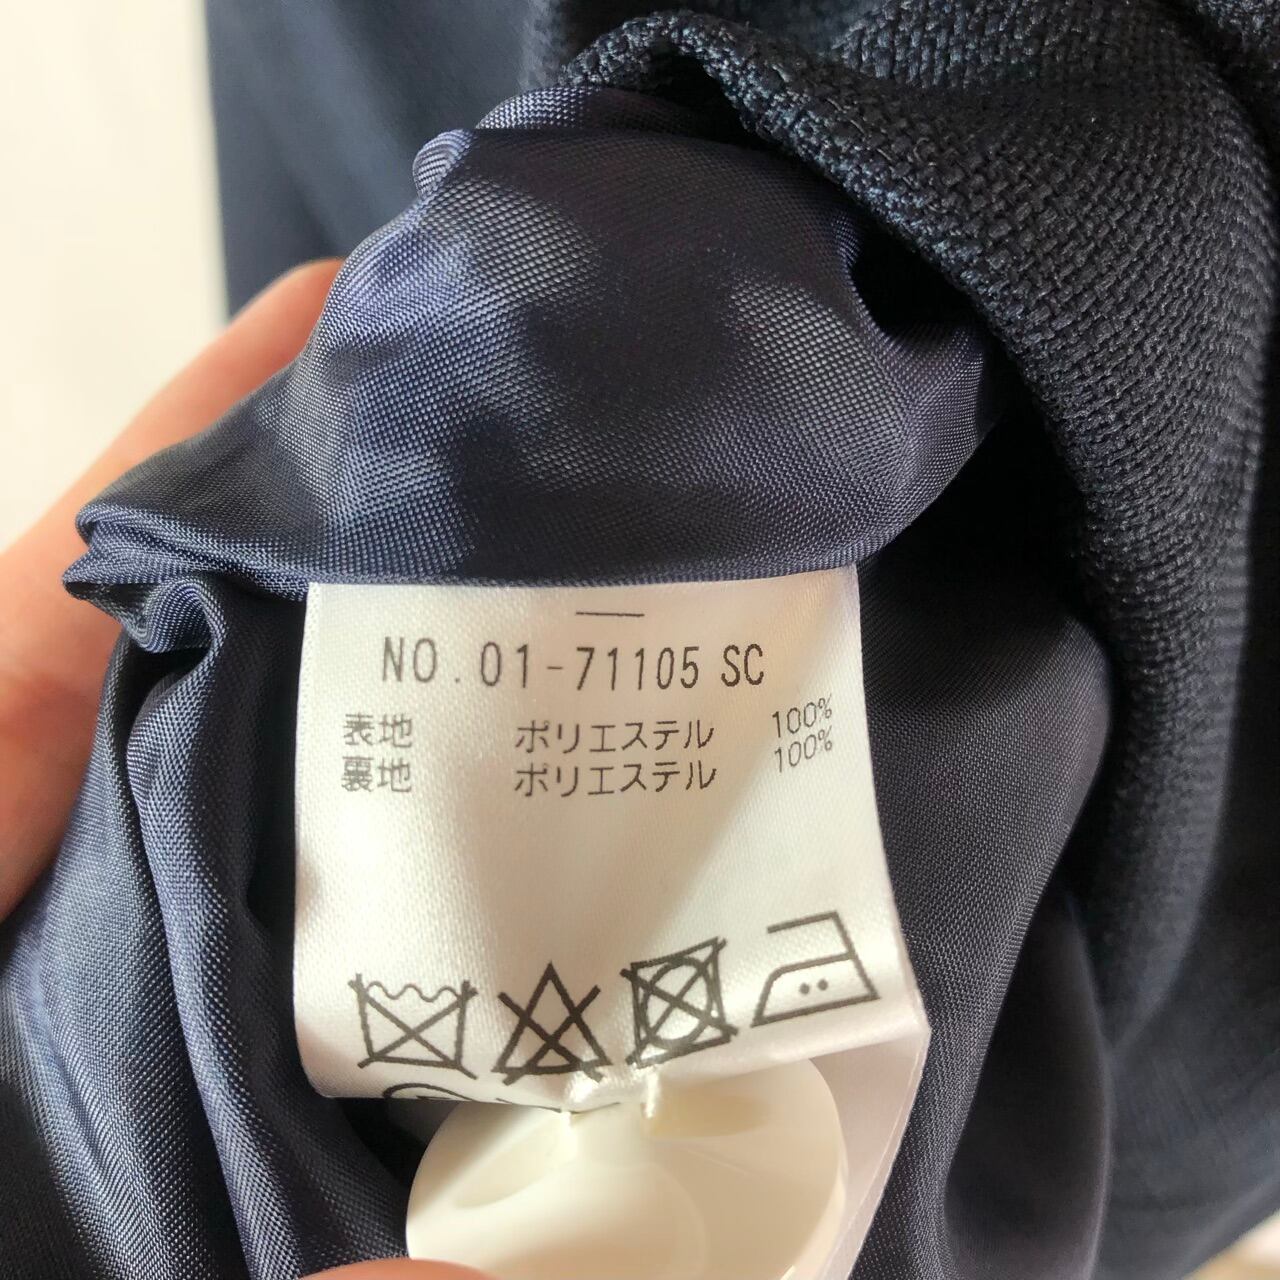 NO. 01-71105 SC
表地 ポリエステル 100%
裏地 ポリエステル 100%